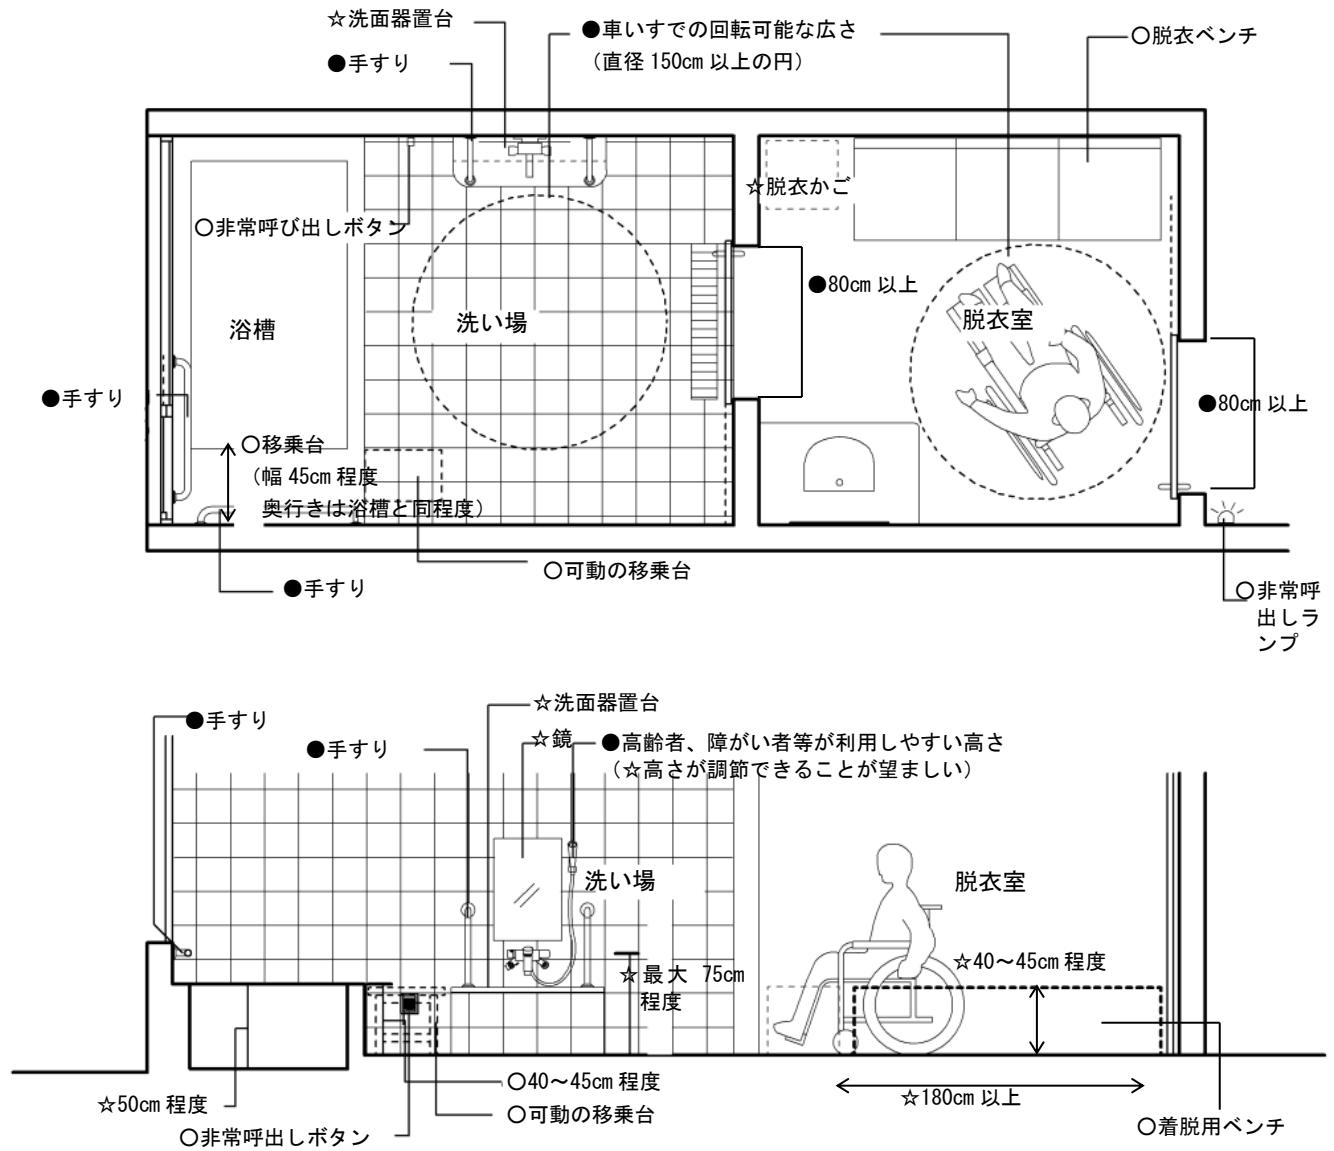 ☆洗面器置台
●車いすでの回転可能な広さ
（直径 150㎝ 以上の円）
○脱衣ベンチ
●手すり
☆脱衣かご
○非常呼び出しボタン
●80㎝ 以上
浴槽
洗い場
脱衣室
●手すり
●80㎝ 以上
○移乗台
（幅 45㎝ 程度
奥行きは浴槽と同程度）
○可動の移乗台
●手すり
○非常呼
出しラ
ンプ
☆洗面器置台
●手すり
●手すり
☆鏡
●高齢者、障がい者等が利用しやすい高さ
（☆高さが調節できることが望ましい）
洗い場
脱衣室
☆最大 75㎝
程度
☆40～45㎝ 程度
○40～45㎝ 程度
☆50㎝ 程度
☆180㎝ 以上
○可動の移乗台
○非常呼出しボタン
○着脱用ベンチ